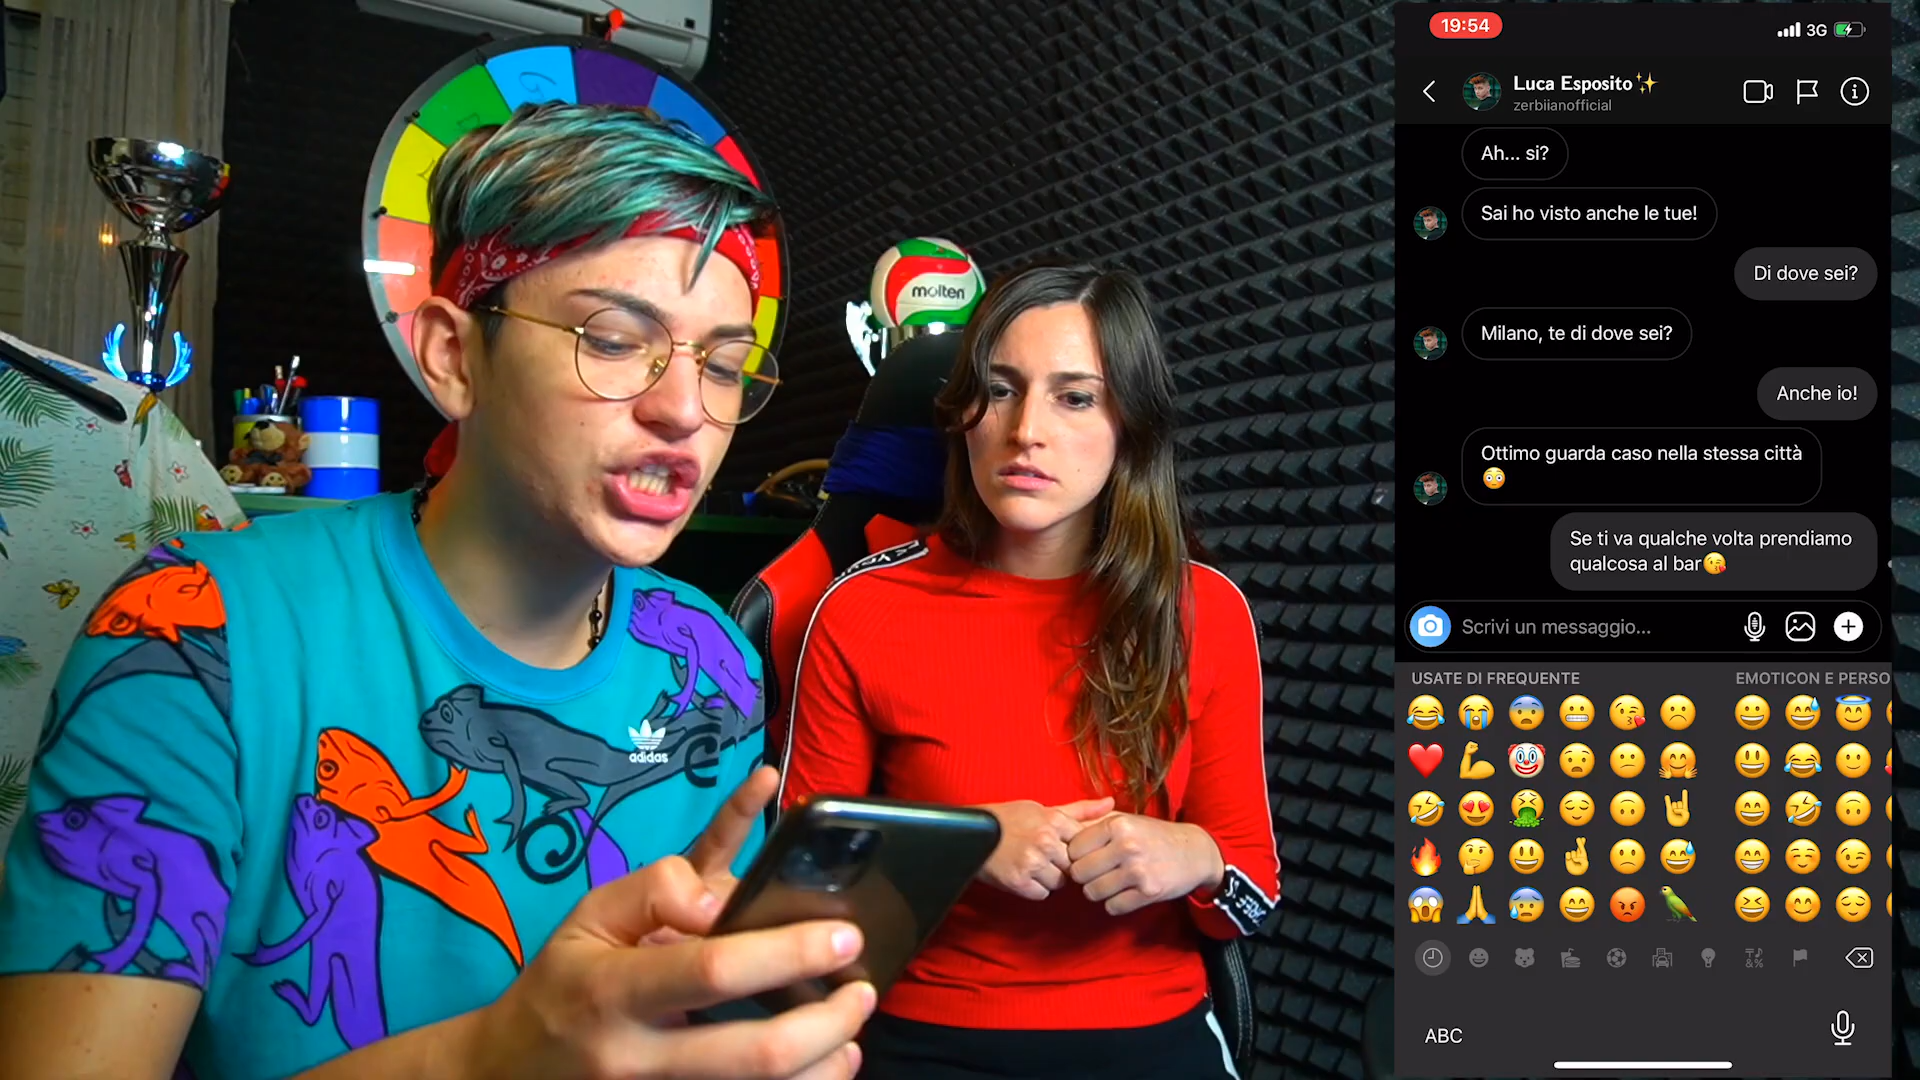 19:54
3G
Luca Esposito✨
zerbiianofficial
Ah... si?
Sai ho visto anche le tue!
Di dove sei?
Milano, te di dove sei?
Anche io!
Ottimo guarda caso nella stessa città
😳
Se ti va qualche volta prendiamo
qualcosa al bar😘
Scrivi un messaggio...
USATE DI FREQUENTE
EMOTICON E PERSO
ABC
molten
adidas
G